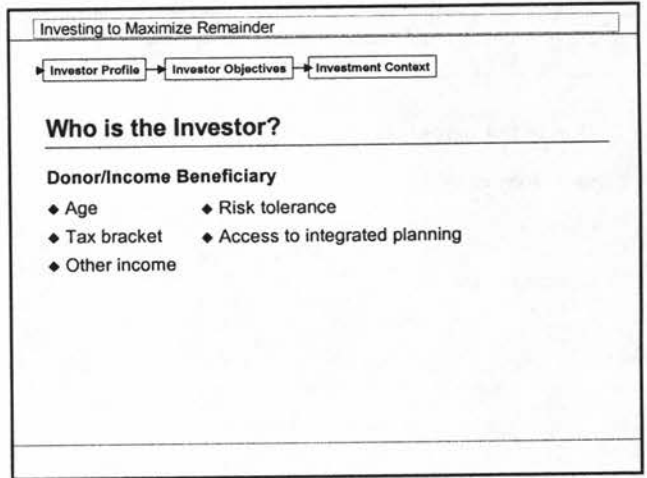 Investing to Maximize Remainder
Investor Profile Investor Objectives Investment Context
Who is the Investor?
Donor/Income Beneficiary
◆ Age ◆ Risk tolerance
◆ Tax bracket ◆ Access to integrated planning
◆ Other income